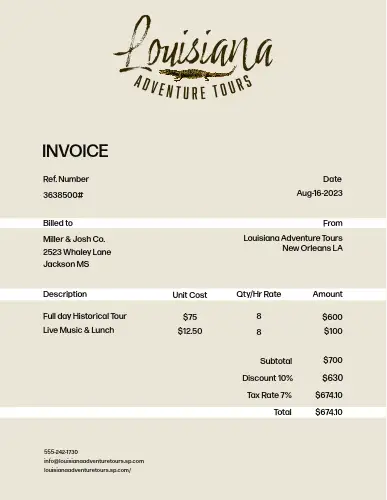 Louisiana
ADVENTURE TOURS
INVOICE
Ref. Number Date
3638500# Aug-16-2023
Billed to From
Miller & Josh Co. Louisiana Adventure Tours
2523 Whaley Lane New Orleans LA
Jackson MS
Description Unit Cost Qty/Hr Rate Amount
Full day Historical Tour $75 8 $600
Live Music & Lunch $12.50 8 $100
Subtotal $700
Discount 10% $630
Tax Rate 7% $674.10
Total $674.10
555-242-1730
info@louisianaadventuretours.sp.com
louisianaadventuretours.sp.com/